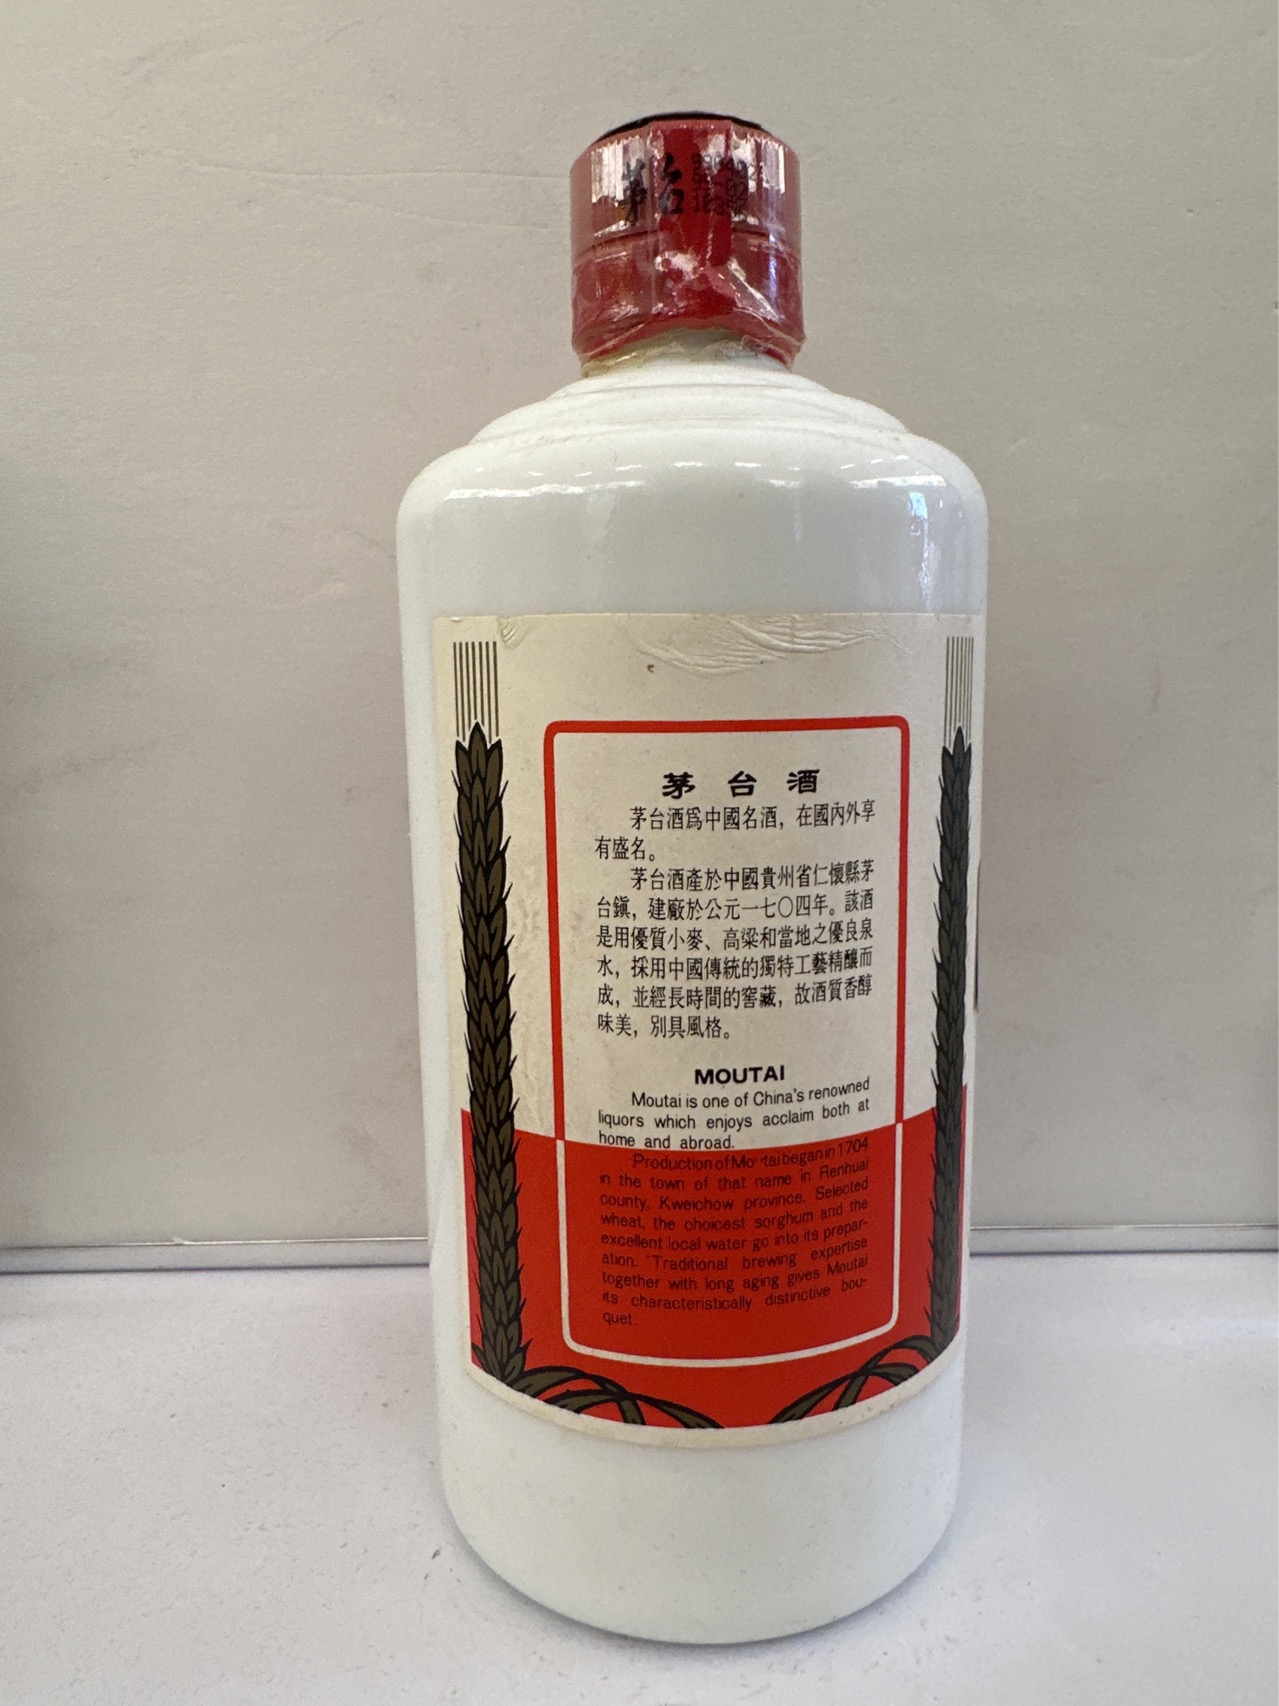 茅台
茅台酒
茅台酒爲中國名酒，在國內外享
有盛名。
茅台酒產於中國貴州省仁懷縣茅
台鎮，建廠於公元一七〇四年。該酒
是用優質小麥、高粱和當地之優良泉
水，採用中國傳統的獨特工藝精釀而
成，並經長時間的窖藏，故酒質香醇
味美，別具風格。
MOUTAI
Moutai is one of China's renowned
liquors which enjoys acclaim both at
home and abroad.
Production of Moutai began in 1704
in the town of that name in Renhuai
county, Kweichow province. Selected
wheat, the choicest sorghum and the
excellent local water go into its prepar-
ation. Traditional brewing expertise
together with long aging gives Moutai
its characteristically distinctive bou-
quet.